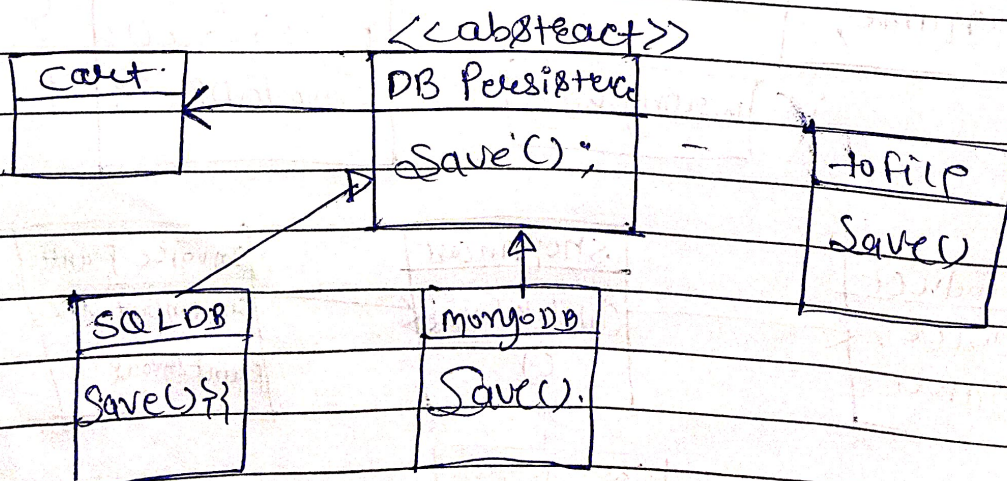 <<abstract>>
Cart
DB Persistence
Save();
tofile
Save()
SQLDB
Save(){}
mongoDB
Save().